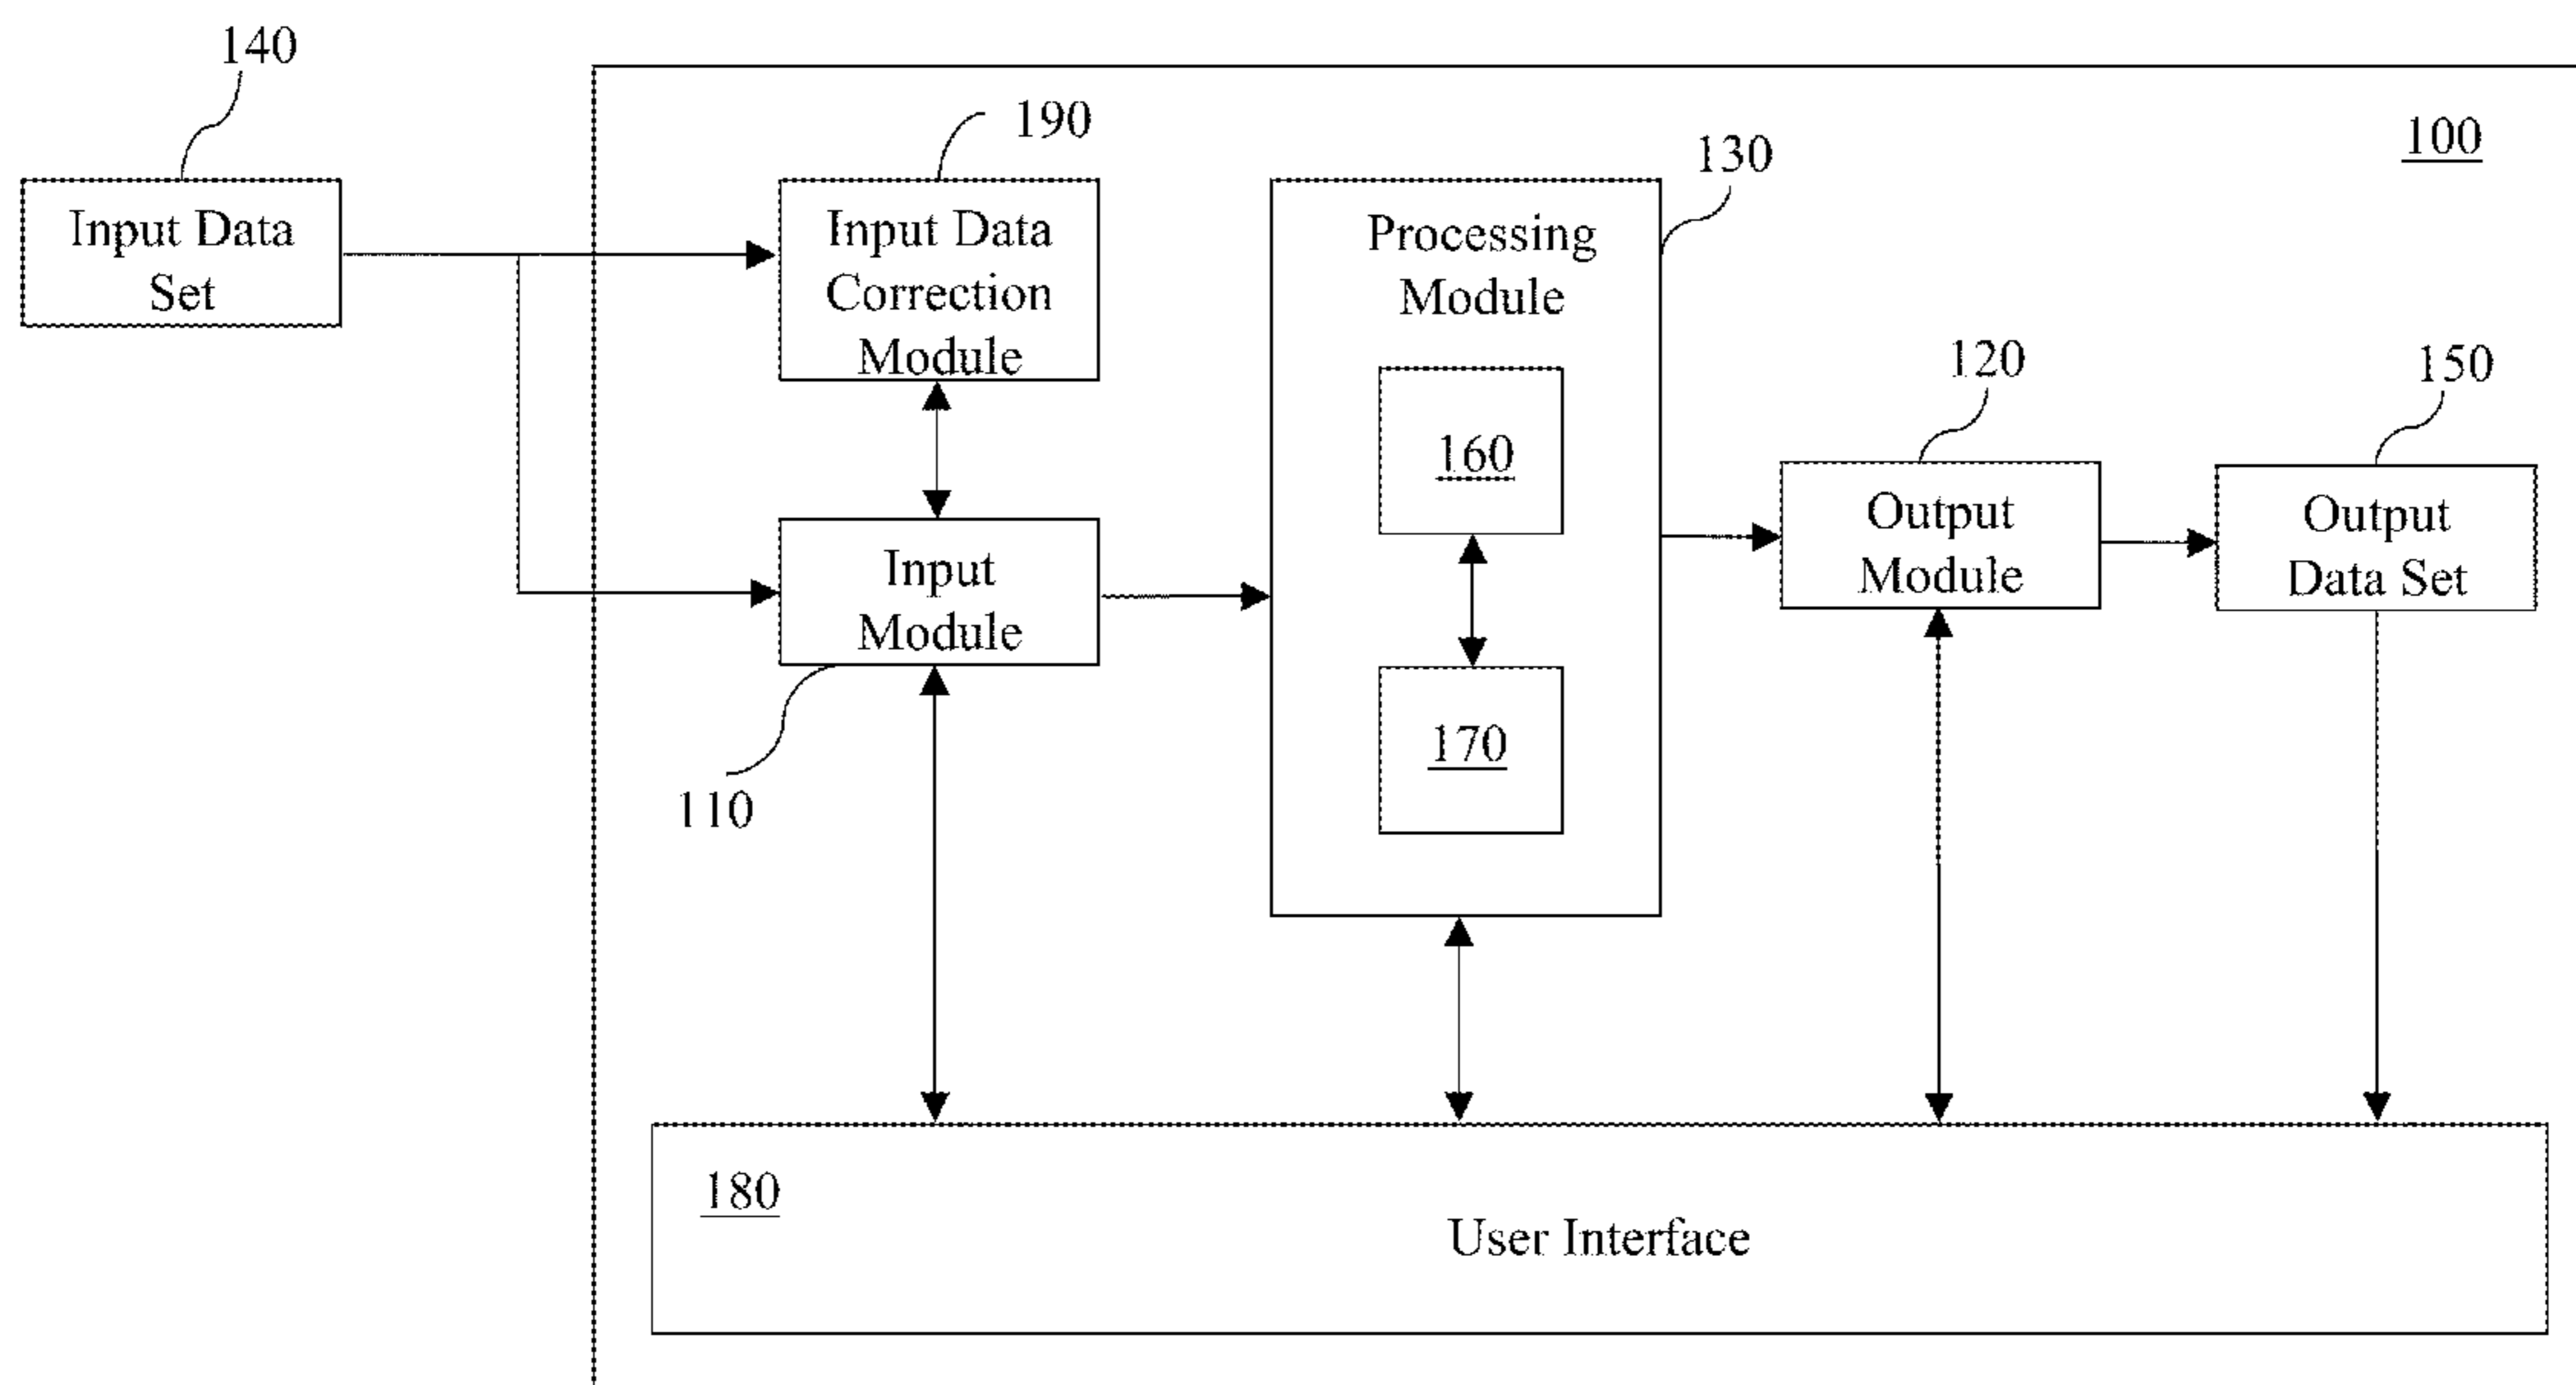 140
190
130
100
Input Data
Set
Input Data
Correction
Module
Processing
Module
120
150
160
Output
Module
Output
Data Set
Input
Module
170
110
180
User Interface